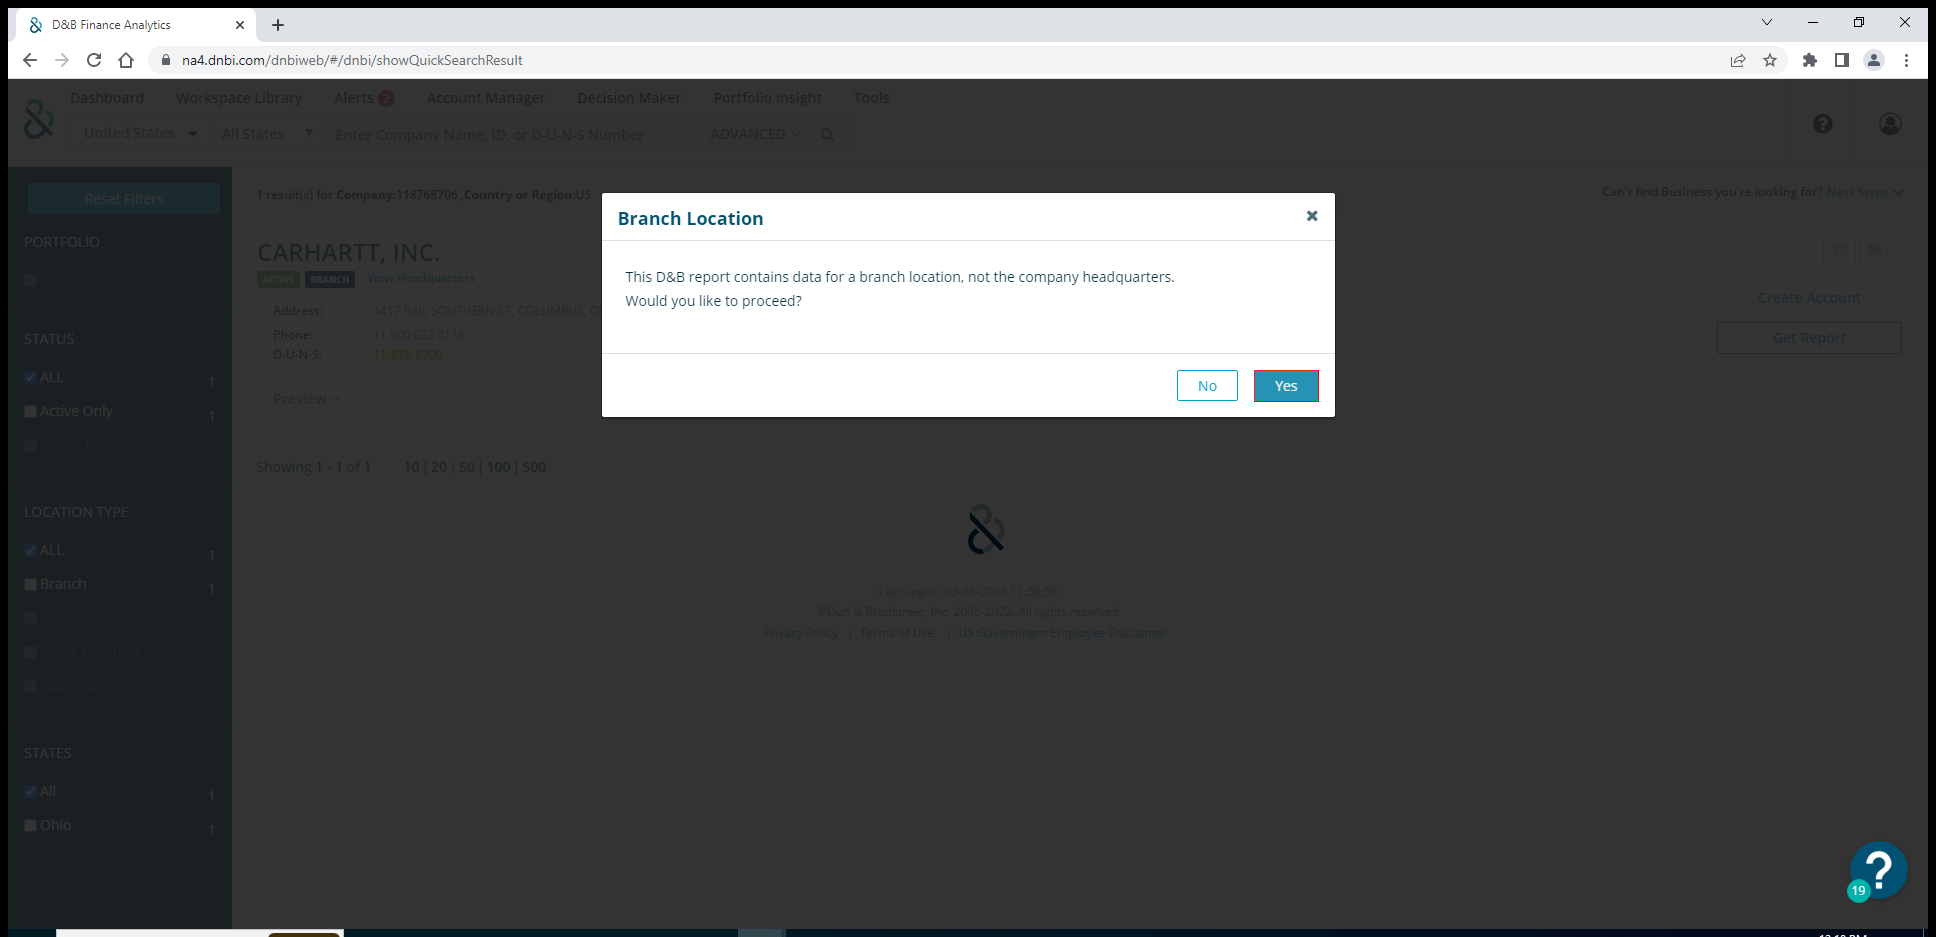 D&B Finance Analytics
na4.dnbi.com/dnbiweb/#/dnbi/showQuickSearchResult
Dashboard Workspace Library Alerts 2 Account Manager Decision Maker Portfolio Insight Tools
United States All States Enter Company Name, ID, or D-U-N-S Number ADVANCED
Reset Filters
1 result(s) for Company:118768706 ,Country or Region:US
Can't find Business you're looking for? Next Steps
PORTFOLIO
In Portfolio Only 0
STATUS
ALL 1
Active Only 1
Out of Business 0
LOCATION TYPE
ALL 1
Branch 1
Headquarters 0
Single Location 0
Subsidiary 0
STATES
All 1
Ohio 1
CARHARTT, INC.
ACTIVE BRANCH View Headquarters
Address: 1417 RAIL SOUTHERN CT, COLUMBUS,
Phone: +1 800 833 3118
D-U-N-S: 11-876-8706
Preview
Create Account
Get Report
Branch Location
This D&B report contains data for a branch location, not the company headquarters.
Would you like to proceed?
No Yes
Showing 1 - 1 of 1 10 | 20 | 50 | 100 | 500
Last Login : 03-04-2023 11:58:56
©Dun & Bradstreet, Inc. 2005-2023. All rights reserved
Privacy Policy | Terms of Use | US Government Employee Disclaimer
?
19